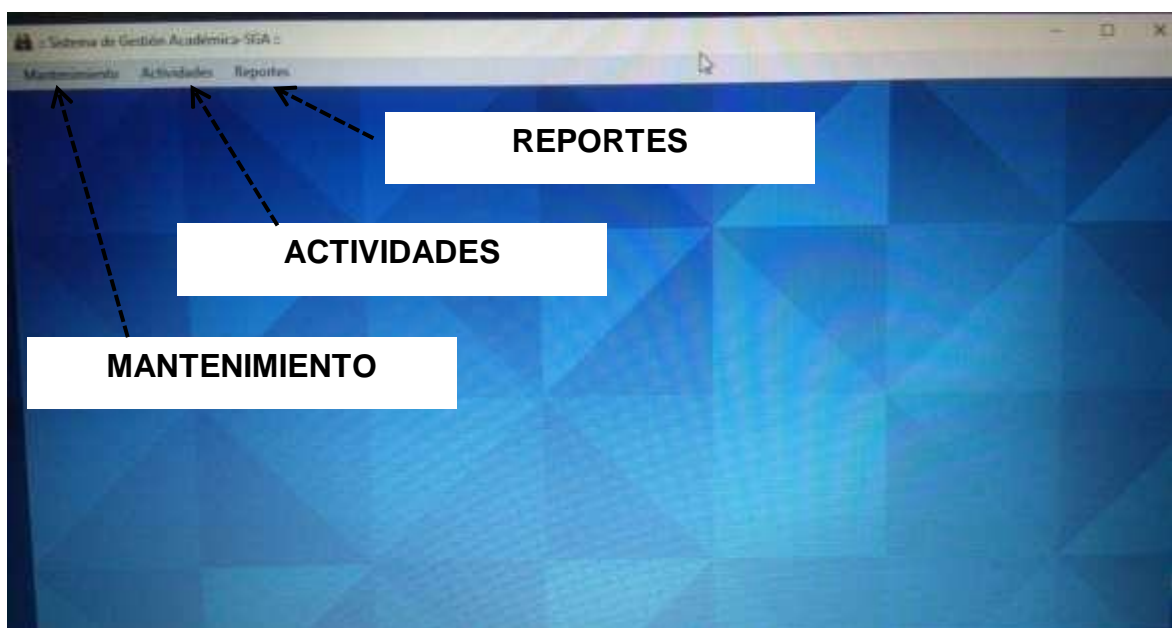 :: Sistema de Gestión Académica-SGA ::
Mantenimiento Actividades Reportes
REPORTES
ACTIVIDADES
MANTENIMIENTO